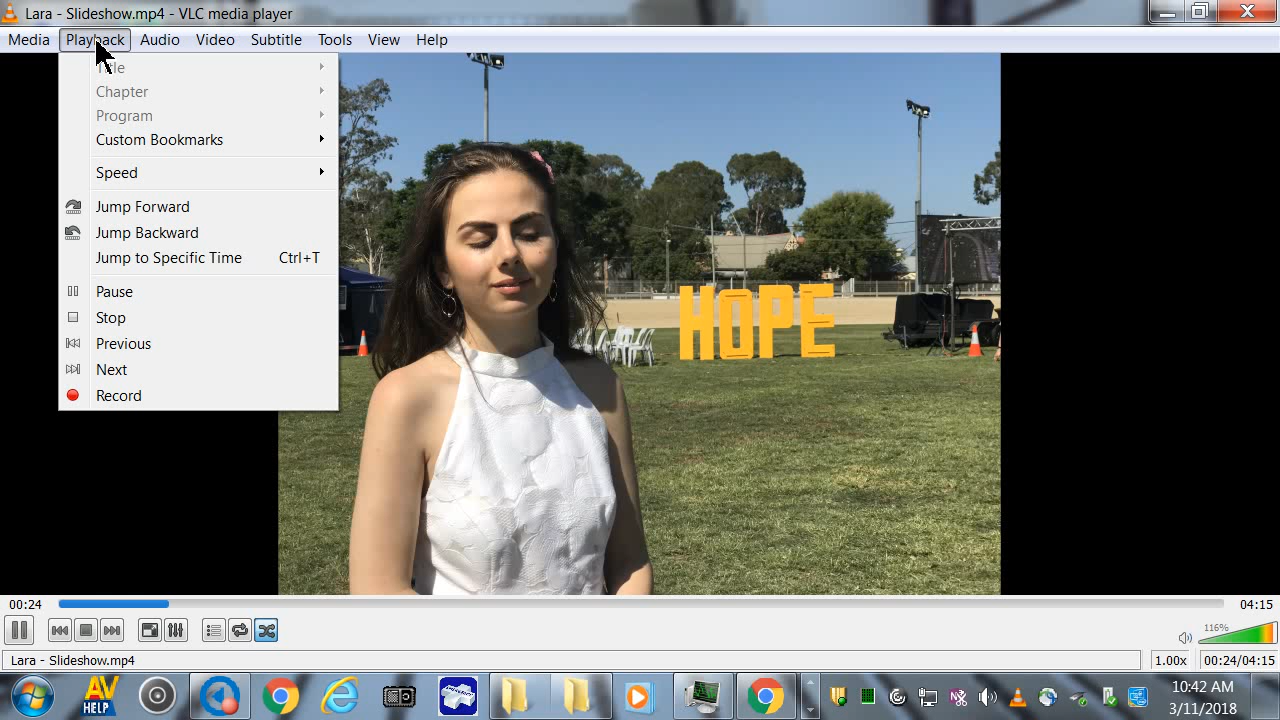 Lara - Slideshow.mp4 - VLC media player
Media Playback Audio Video Subtitle Tools View Help
Chapter
Program
Custom Bookmarks
Speed
Jump Forward
Jump Backward
Jump to Specific Time Ctrl+T
Pause
Stop
Previous
Next
Record
HOPE
00:24 04:15
116%
Lara - Slideshow.mp4 1.00x 00:24/04:15
AV HELP
10:42 AM
3/11/2018